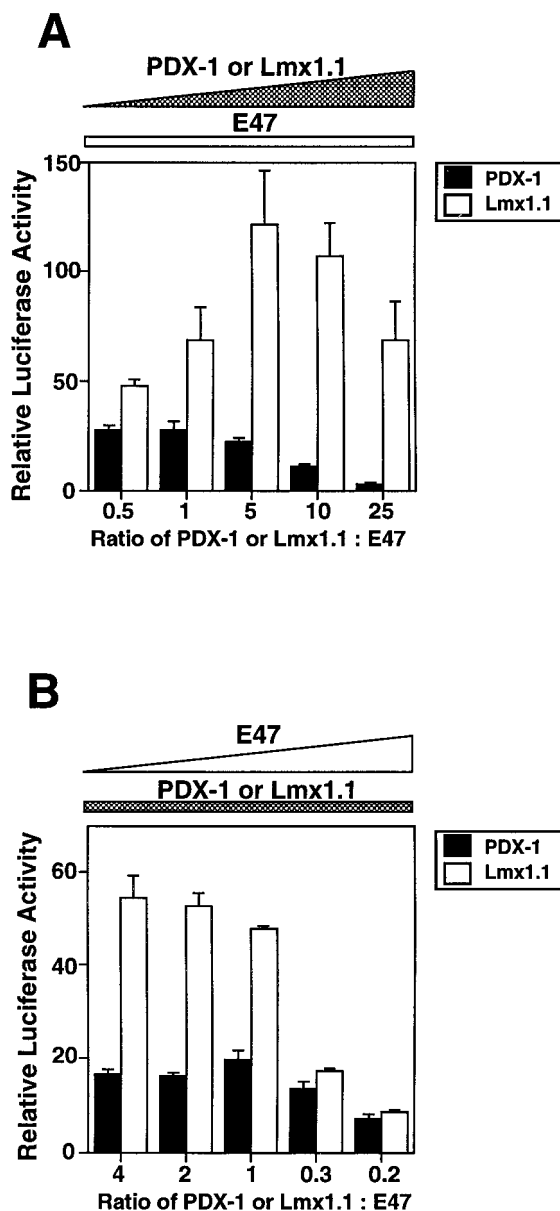 A
PDX-1 or Lmx1.1
E47
150
100
50
0
Relative Luciferase Activity
PDX-1
Lmx1.1
0.5 1 5 10 25
Ratio of PDX-1 or Lmx1.1 : E47
B
E47
PDX-1 or Lmx1.1
60
40
20
0
Relative Luciferase Activity
PDX-1
Lmx1.1
4 2 1 0.3 0.2
Ratio of PDX-1 or Lmx1.1 : E47